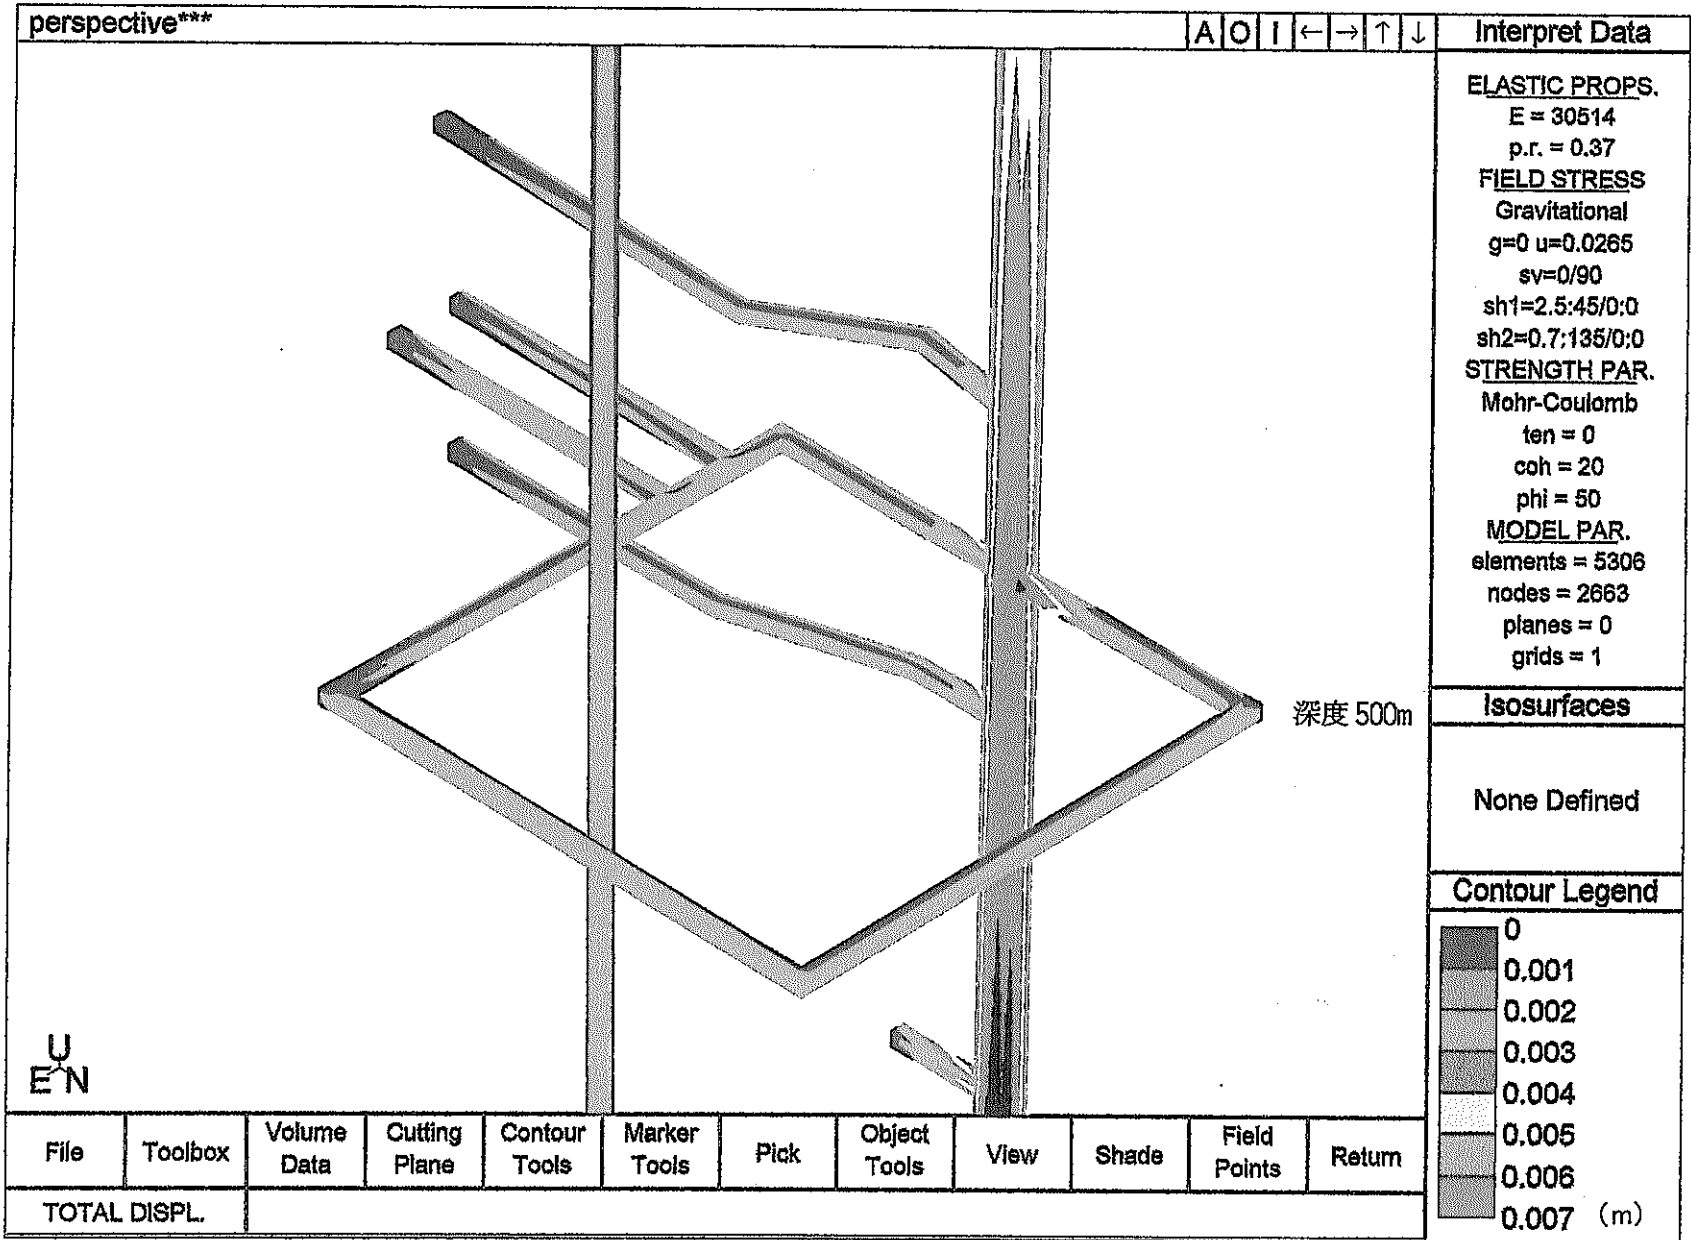 perspective***
A O I ← → ↑ ↓
Interpret Data
ELASTIC PROPS.
E = 30514
p.r. = 0.37
FIELD STRESS
Gravitational
g=0 u=0.0265
sv=0/90
sh1=2.5:45/0:0
sh2=0.7:135/0:0
STRENGTH PAR.
Mohr-Coulomb
ten = 0
coh = 20
phi = 50
MODEL PAR.
elements = 5306
nodes = 2663
planes = 0
grids = 1
深度 500m
Isosurfaces
None Defined
Contour Legend
0
0.001
0.002
0.003
0.004
0.005
0.006
0.007 (m)
U
E N
File
Toolbox
Volume
Data
Cutting
Plane
Contour
Tools
Marker
Tools
Pick
Object
Tools
View
Shade
Field
Points
Return
TOTAL DISPL.